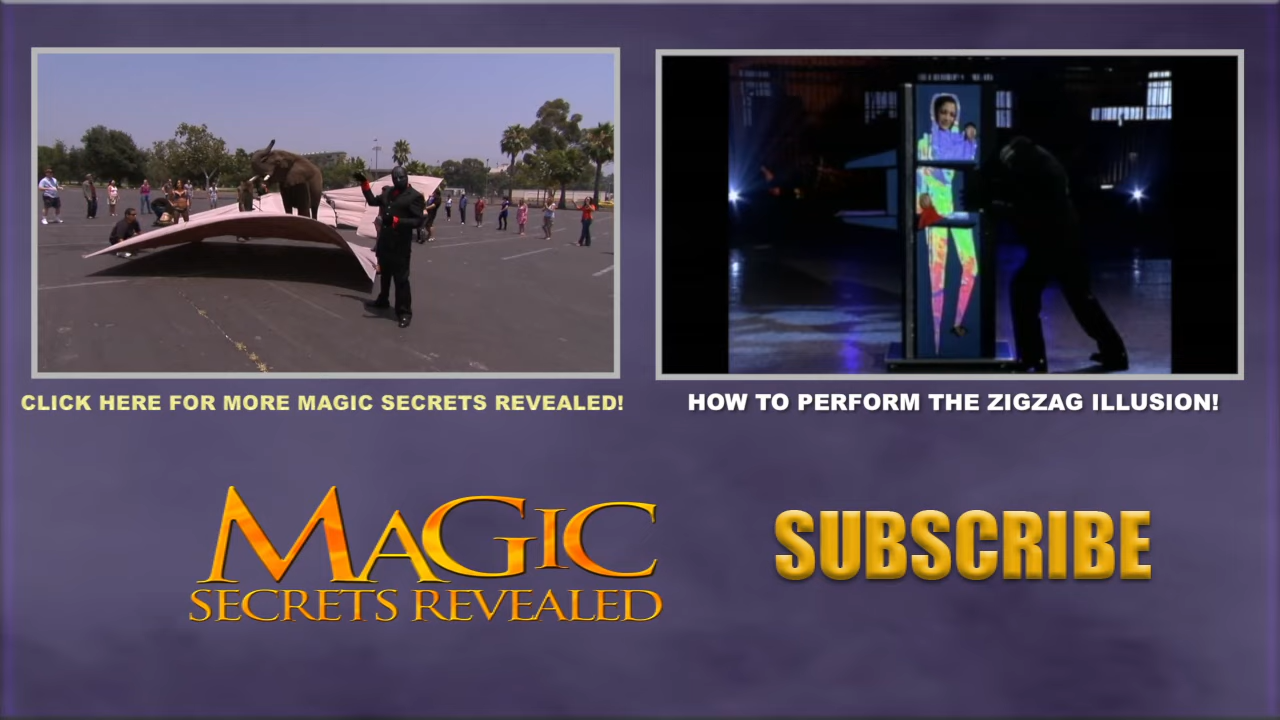 CLICK HERE FOR MORE MAGIC SECRETS REVEALED!
HOW TO PERFORM THE ZIGZAG ILLUSION!
MAGIC
SECRETS REVEALED
SUBSCRIBE